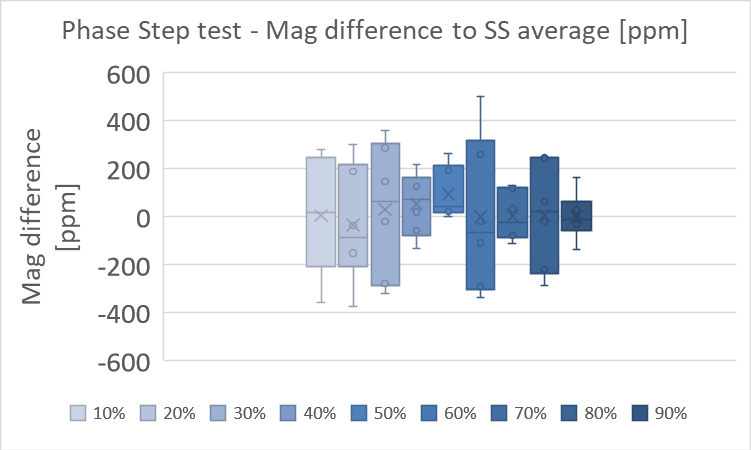 Phase Step test - Mag difference to SS average [ppm]
600
400
200
0
-200
-400
-600
Mag difference
[ppm]
10% 20% 30% 40% 50% 60% 70% 80% 90%